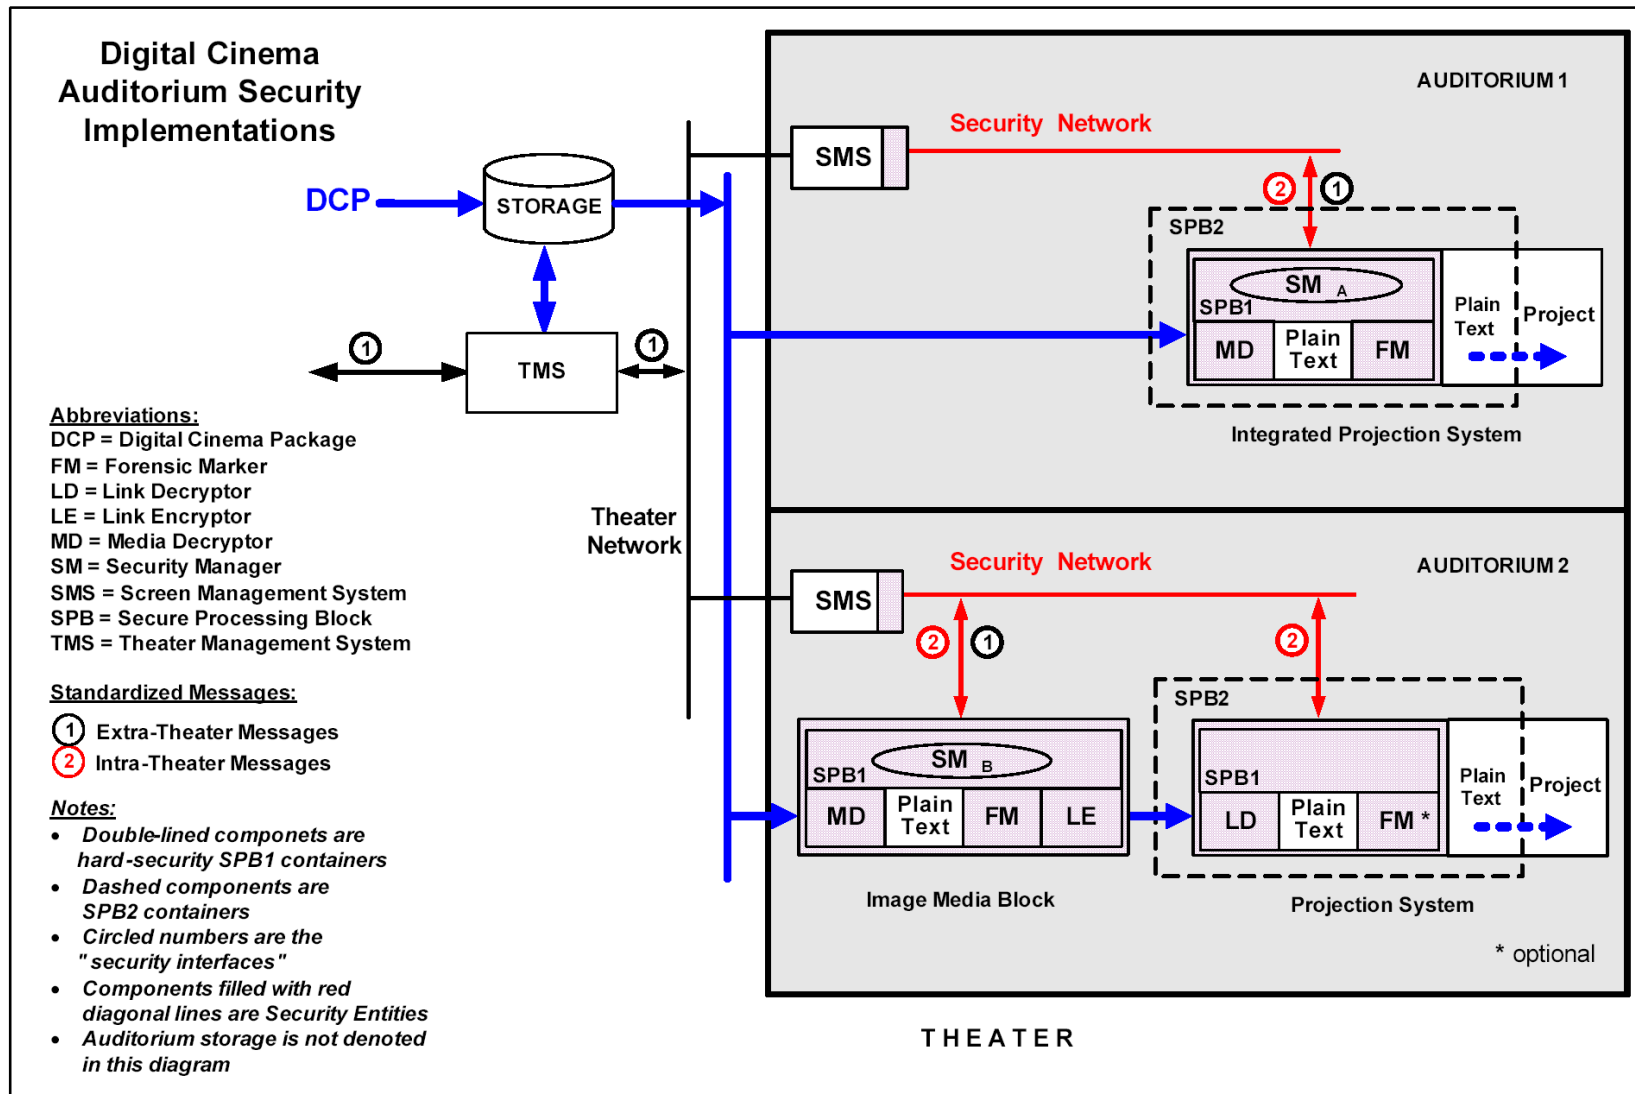 Digital Cinema
Auditorium Security
Implementations
DCP
STORAGE
TMS
1
1
Theater
Network
Abbreviations:
DCP = Digital Cinema Package
FM = Forensic Marker
LD = Link Decryptor
LE = Link Encryptor
MD = Media Decryptor
SM = Security Manager
SMS = Screen Management System
SPB = Secure Processing Block
TMS = Theater Management System
Standardized Messages:
1 Extra-Theater Messages
2 Intra-Theater Messages
Notes:
• Double-lined componets are
hard-security SPB1 containers
• Dashed components are
SPB2 containers
• Circled numbers are the
"security interfaces"
• Components filled with red
diagonal lines are Security Entities
• Auditorium storage is not denoted
in this diagram
AUDITORIUM 1
SMS
Security Network
2 1
SPB2
SM A
SPB1
MD
Plain
Text
FM
Plain
Text
Project
Integrated Projection System
AUDITORIUM 2
SMS
Security Network
2 1
2
SPB1
SM B
MD
Plain
Text
FM
LE
Image Media Block
SPB2
SPB1
LD
Plain
Text
FM *
Plain
Text
Project
Projection System
* optional
THEATER